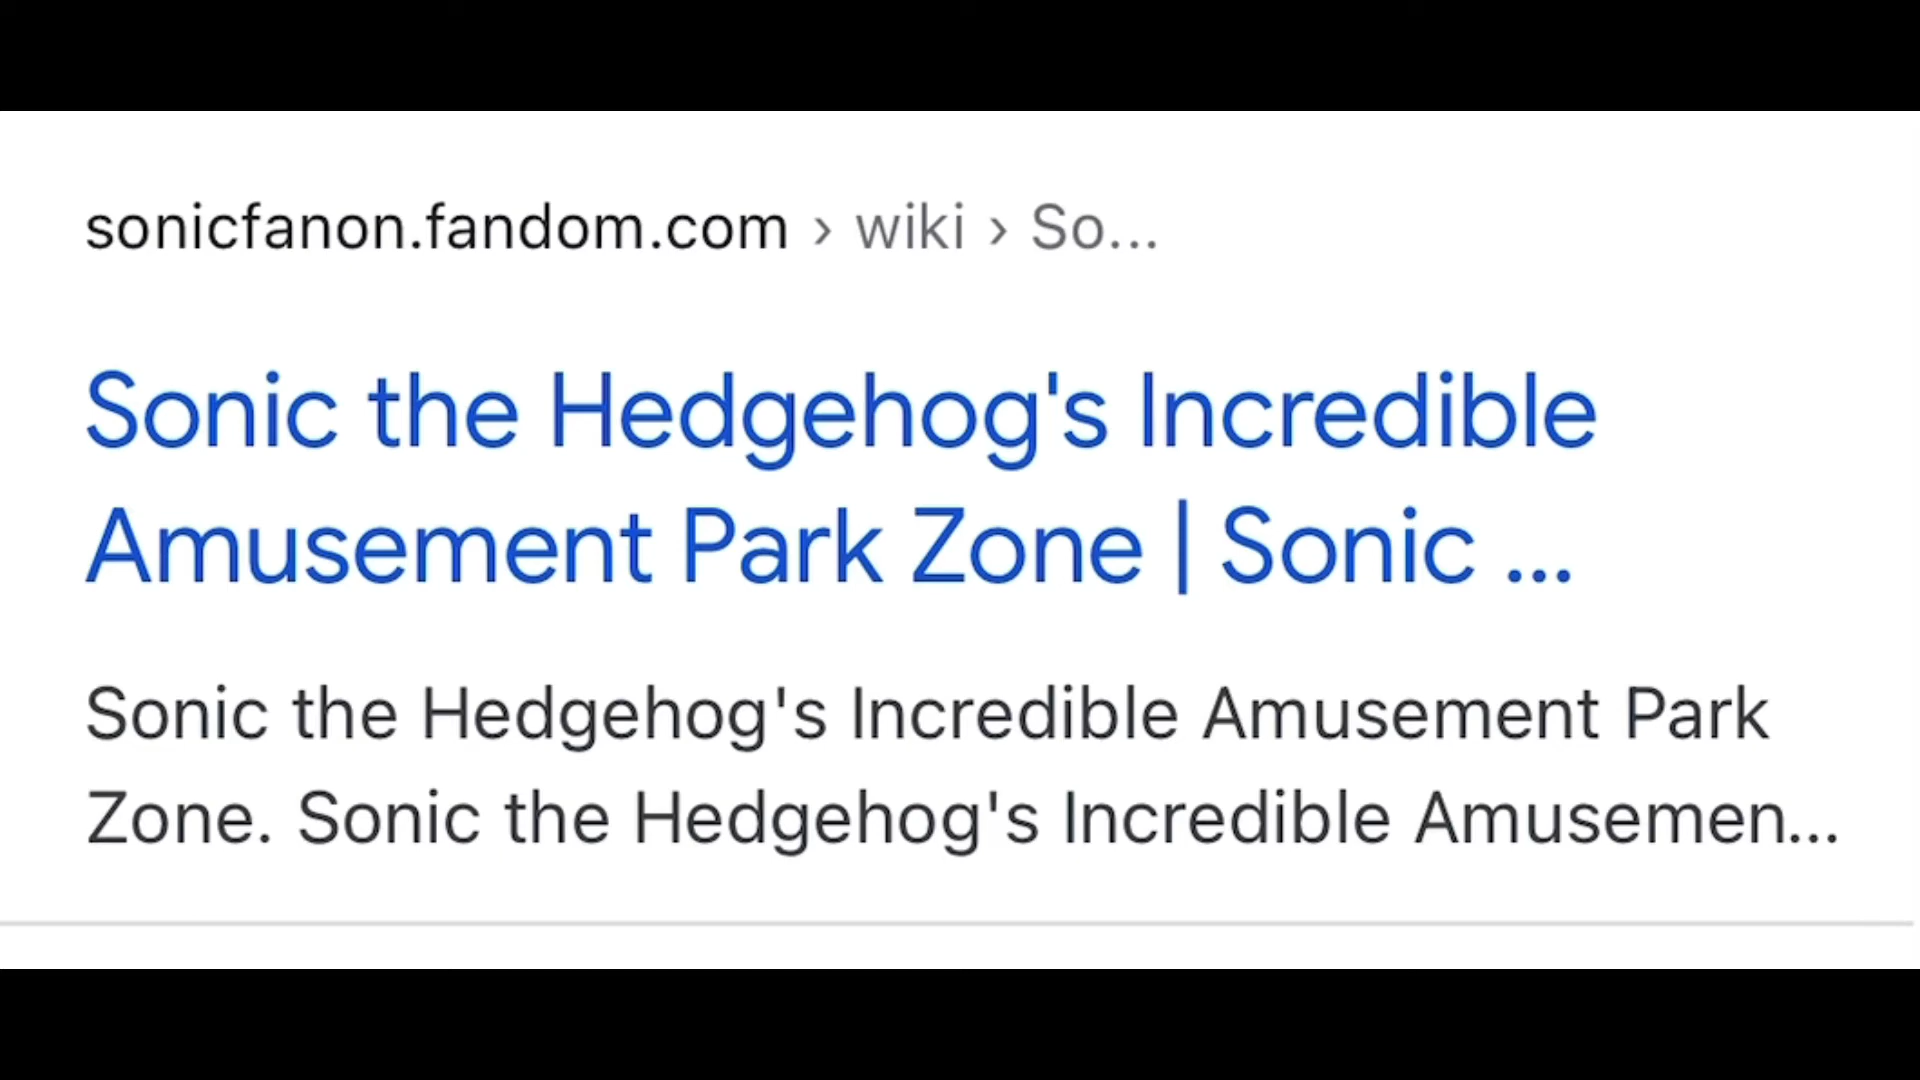 sonicfanon.fandom.com › wiki › So...
Sonic the Hedgehog's Incredible
Amusement Park Zone | Sonic ...
Sonic the Hedgehog's Incredible Amusement Park
Zone. Sonic the Hedgehog's Incredible Amusemen...